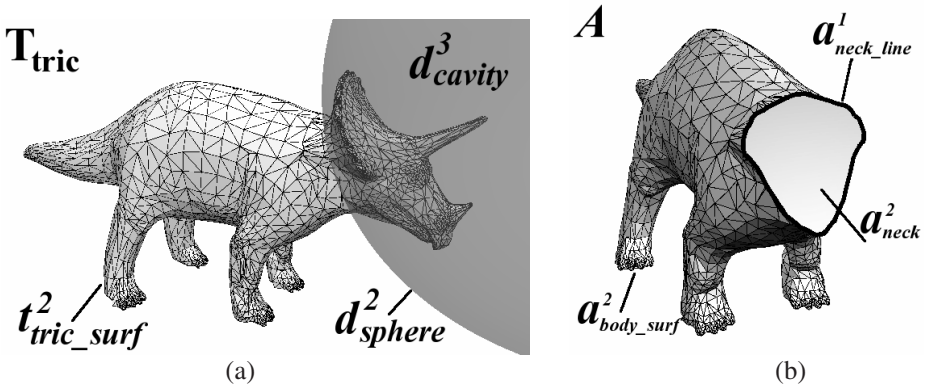 T_tric
d^3_cavity
t^2_tric_surf
d^2_sphere
(a)
A
a^1_neck_line
a^2_neck
a^2_body_surf
(b)